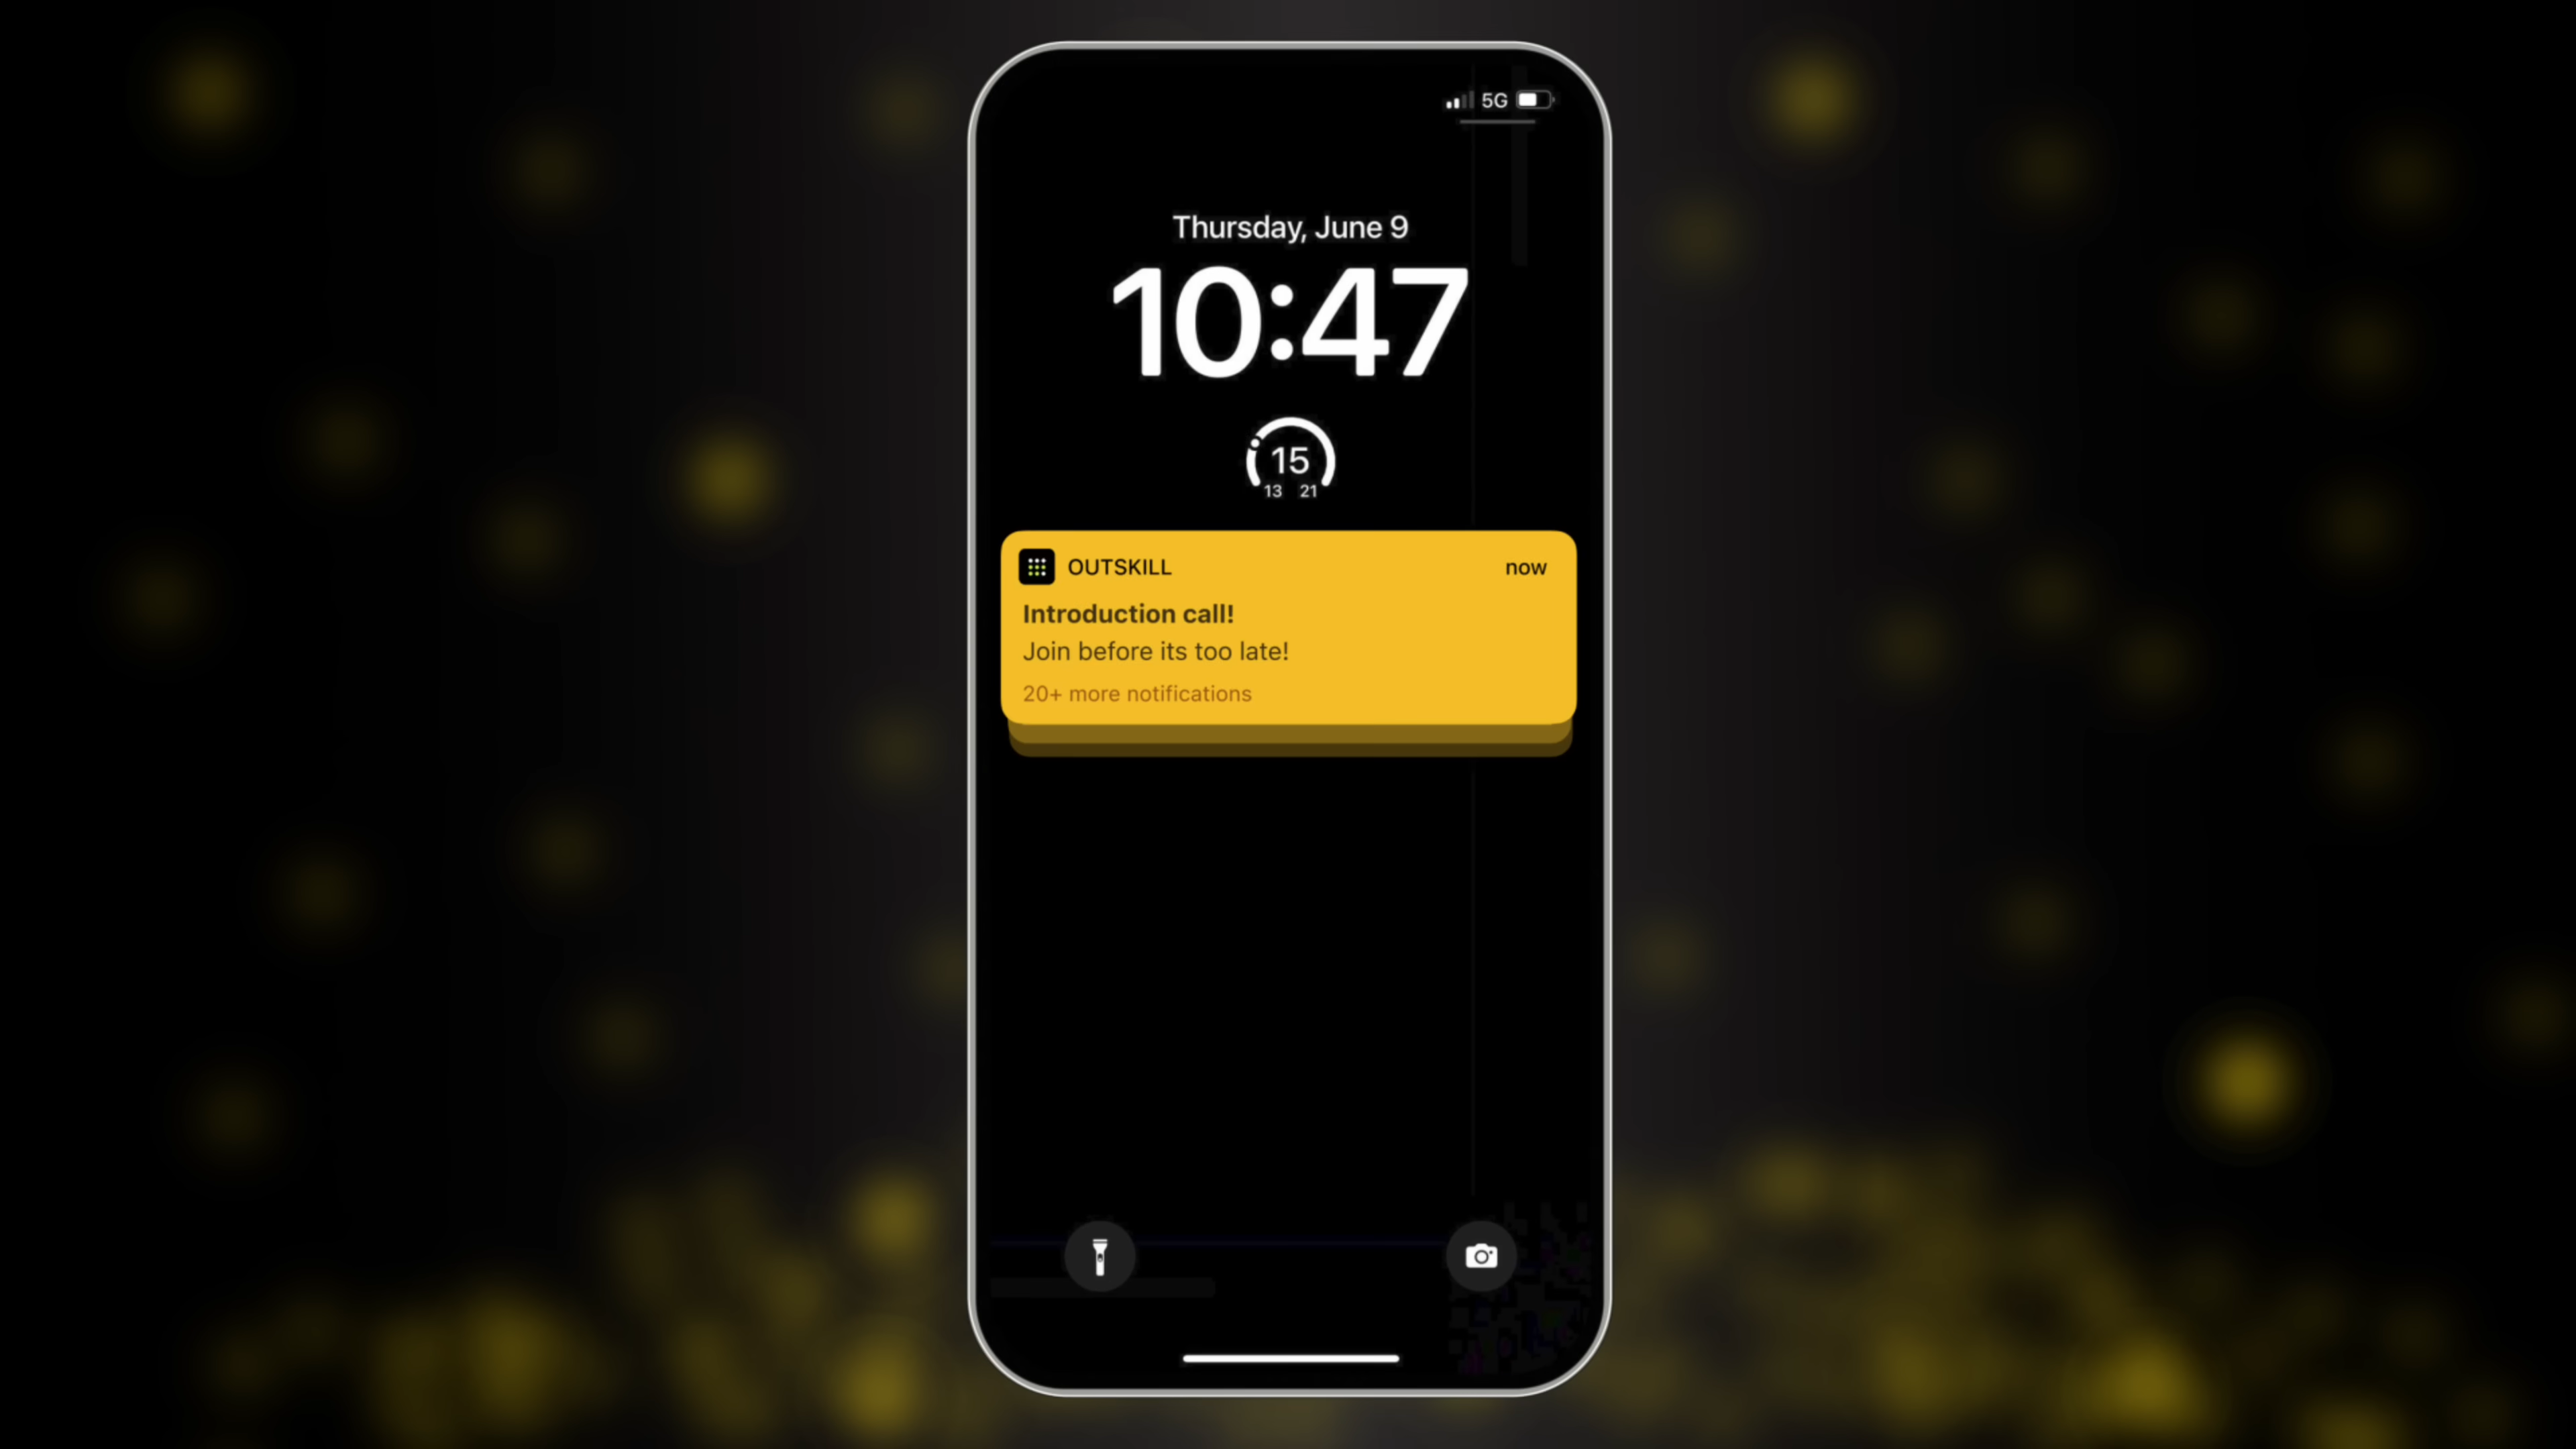 5G
Thursday, June 9
10:47
15
13 21
OUTSKILL now
Introduction call!
Join before its too late!
20+ more notifications